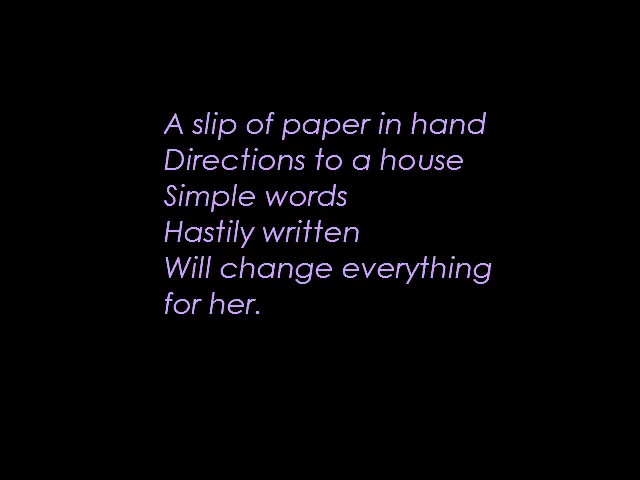 A slip of paper in hand
Directions to a house
Simple words
Hastily written
Will change everything
for her.